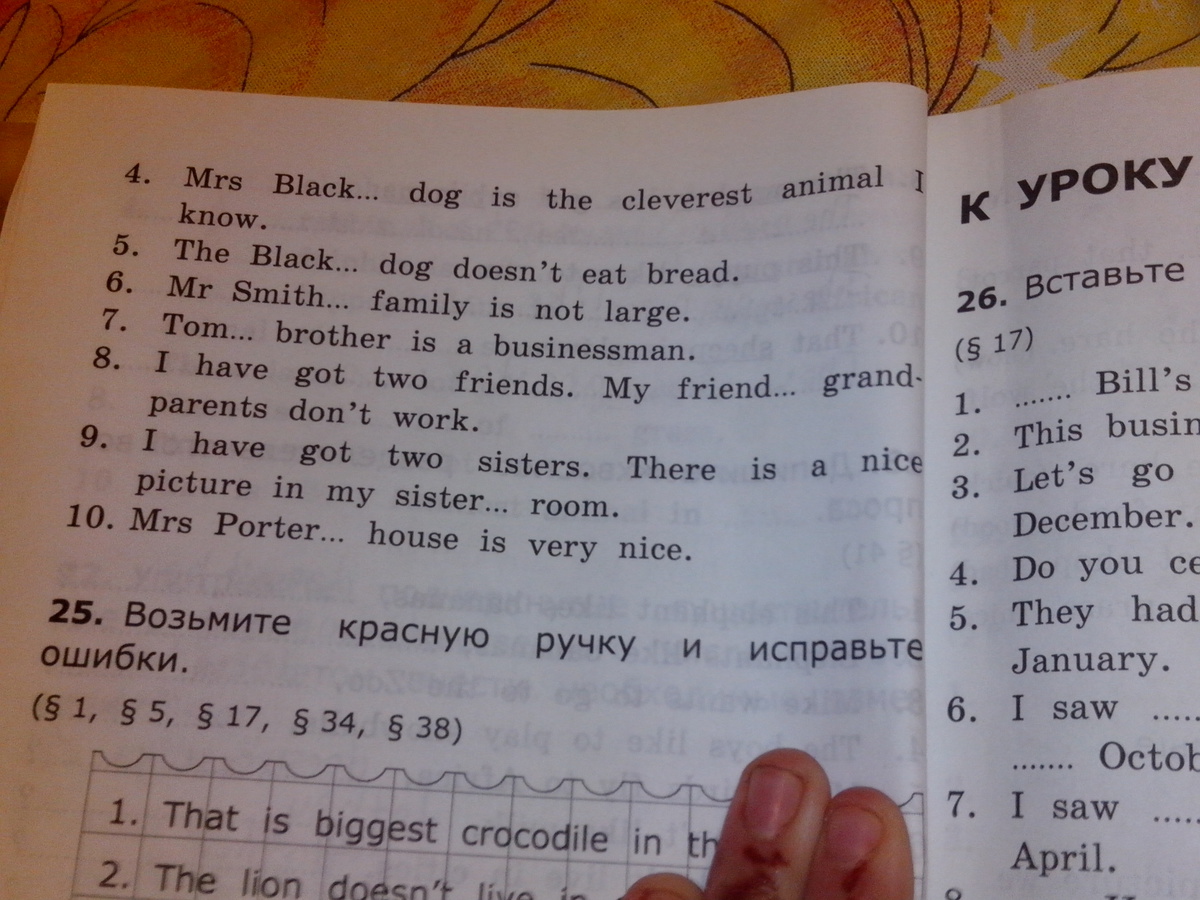 4. Mrs Black... dog is the cleverest animal I
know.
5. The Black... dog doesn't eat bread.
6. Mr Smith... family is not large.
7. Tom... brother is a businessman.
8. I have got two friends. My friend... grand-
parents don't work.
9. I have got two sisters. There is a nice
picture in my sister... room.
10. Mrs Porter... house is very nice.
25. Возьмите красную ручку и исправьте
ошибки.
(§ 1, § 5, § 17, § 34, § 38)
1. That is biggest crocodile in
2. The lion doesn't live in
К УРОКУ
26. Вставьте
(§ 17)
1. ....... Bill's
2. This
3. Let's go
December.
4. Do you
5. They had
January.
6. I saw .....
.......
7. I saw .....
April.